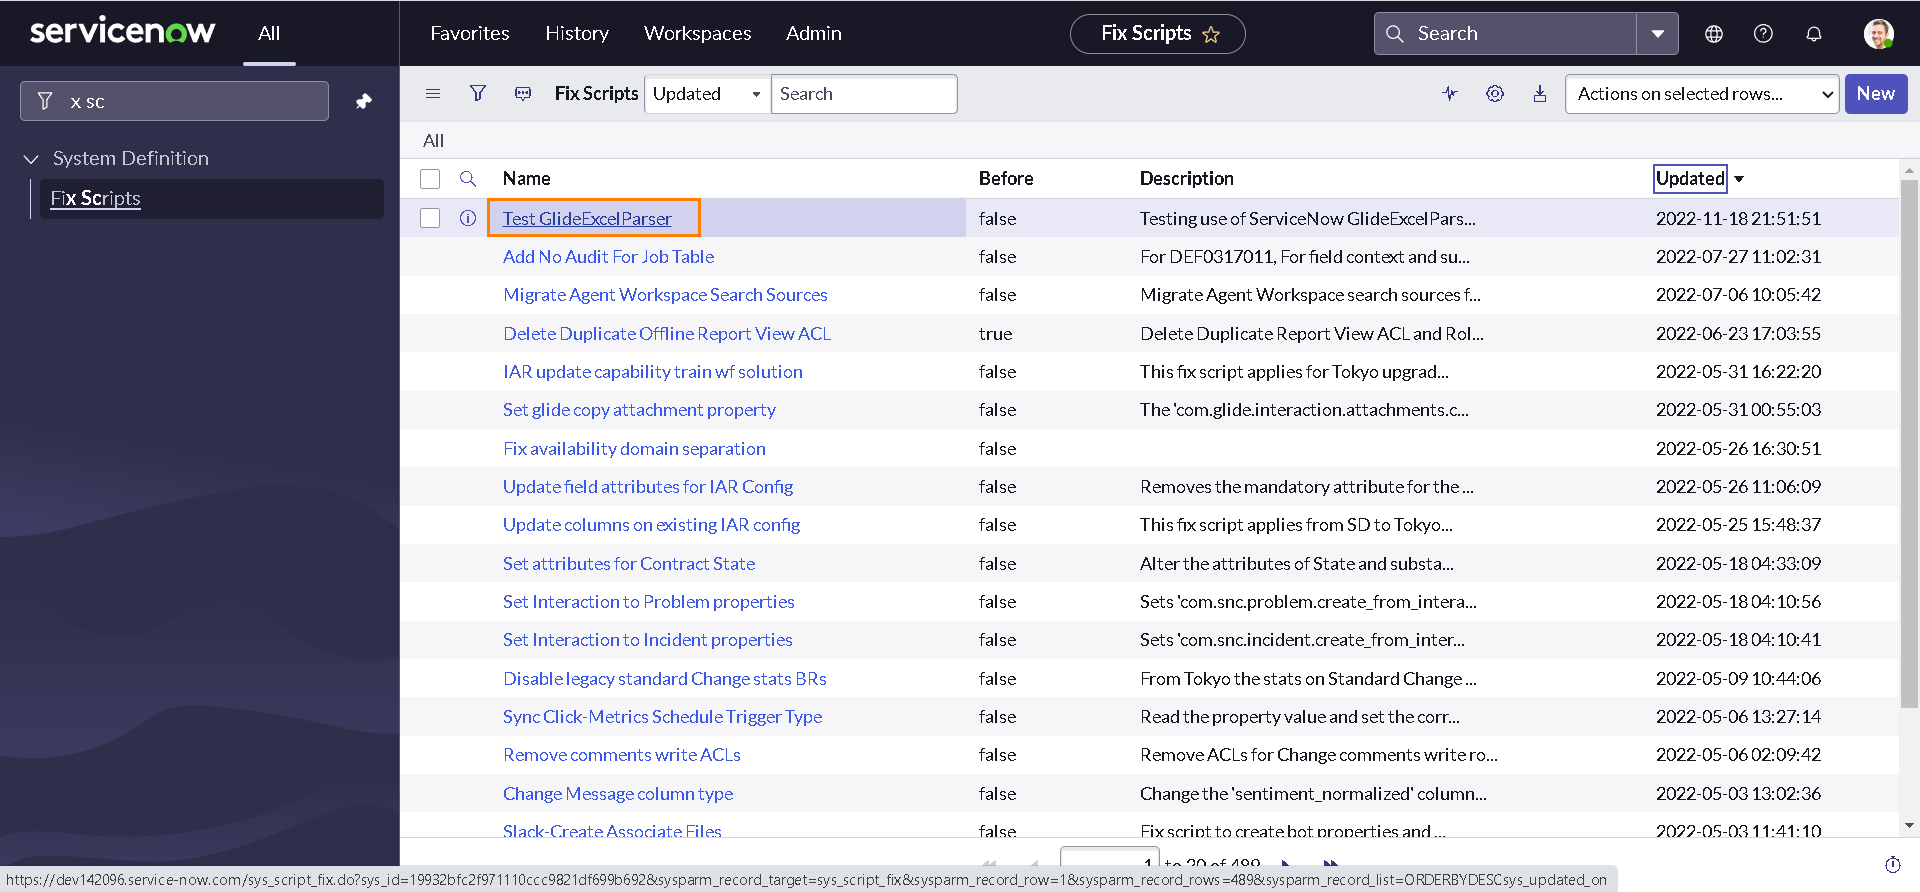 servicenow All Favorites History Workspaces Admin Fix Scripts Search
x sc
System Definition
Fix Scripts
Fix Scripts Updated Search Actions on selected rows... New
All
Name Before Description Updated
Test GlideExcelParser false Testing use of ServiceNow GlideExcelPars... 2022-11-18 21:51:51
Add No Audit For Job Table false For DEF0317011, For field context and su... 2022-07-27 11:02:31
Migrate Agent Workspace Search Sources false Migrate Agent Workspace search sources f... 2022-07-06 10:05:42
Delete Duplicate Offline Report View ACL true Delete Duplicate Report View ACL and Rol... 2022-06-23 17:03:55
IAR update capability train wf solution false This fix script applies for Tokyo upgrad... 2022-05-31 16:22:20
Set glide copy attachment property false The 'com.glide.interaction.attachments.c... 2022-05-31 00:55:03
Fix availability domain separation false 2022-05-26 16:30:51
Update field attributes for IAR Config false Removes the mandatory attribute for the ... 2022-05-26 11:06:09
Update columns on existing IAR config false This fix script applies from SD to Tokyo... 2022-05-25 15:48:37
Set attributes for Contract State false Alter the attributes of State and substa... 2022-05-18 04:33:09
Set Interaction to Problem properties false Sets 'com.snc.problem.create_from_intera... 2022-05-18 04:10:56
Set Interaction to Incident properties false Sets 'com.snc.incident.create_from_inter... 2022-05-18 04:10:41
Disable legacy standard Change stats BRs false From Tokyo the stats on Standard Change ... 2022-05-09 10:44:06
Sync Click-Metrics Schedule Trigger Type false Read the property value and set the corr... 2022-05-06 13:27:14
Remove comments write ACLs false Remove ACLs for Change comments write ro... 2022-05-06 02:09:42
Change Message column type false Change the 'sentiment_normalized' column... 2022-05-03 13:02:36
Slack-Create Associate Files false Fix script to create bot properties and ... 2022-05-03 11:41:10
1 to 20 of 489
https://dev142096.service-now.com/sys_script_fix.do?sys_id=19932bfc2f971110ccc9821df699b692&sysparm_record_target=sys_script_fix&sysparm_record_row=1&sysparm_record_rows=489&sysparm_record_list=ORDERBYDESCsys_updated_on